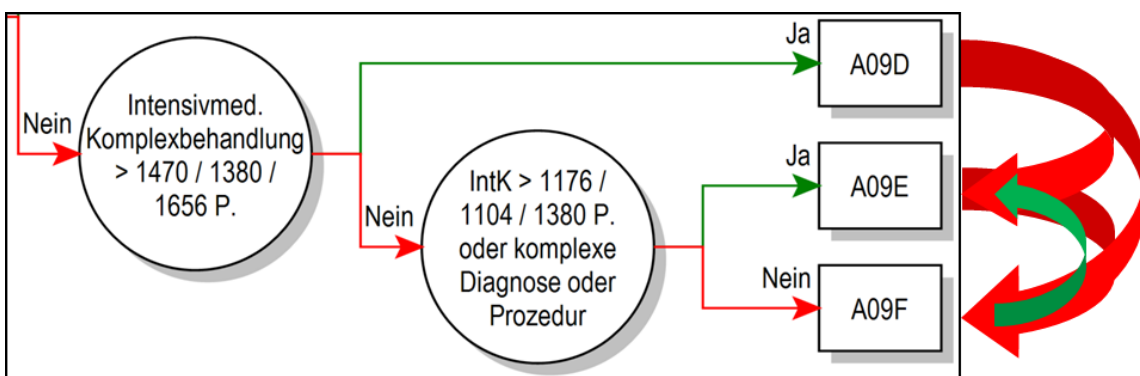 Nein
Intensivmed.
Komplexbehandlung
> 1470 / 1380 /
1656 P.
Ja
A09D
Nein
IntK > 1176 /
1104 / 1380 P.
oder komplexe
Diagnose oder
Prozedur
Ja
A09E
Nein
A09F